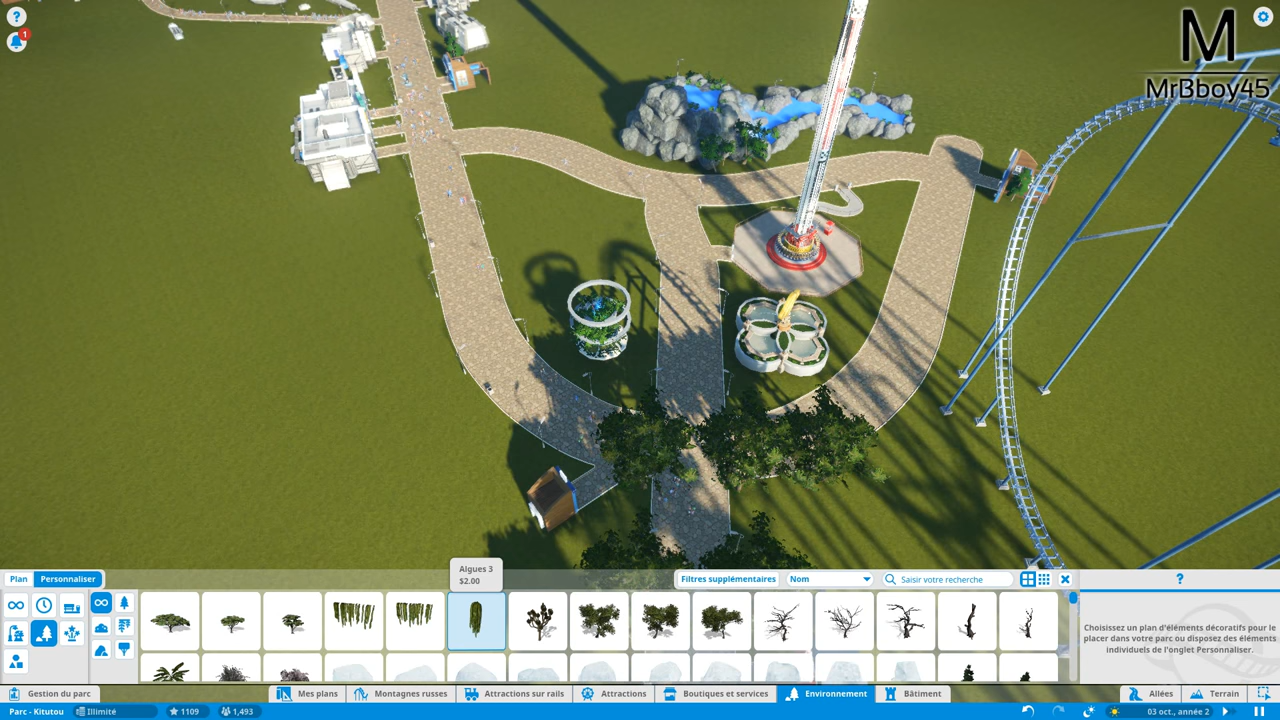 ?
1
M
MrBboy45
Algues 3
$2.00
Plan
Personnaliser
Filtres supplémentaires
Nom
Saisir votre recherche
?
Choisissez un plan d'éléments décoratifs pour le
placer dans votre parc ou disposez des éléments
individuels de l'onglet Personnaliser.
Gestion du parc
Mes plans
Montagnes russes
Attractions sur rails
Attractions
Boutiques et services
Environnement
Bâtiment
Allées
Terrain
Parc - Kitutou
Illimité
1109
1,493
03 oct., année 2